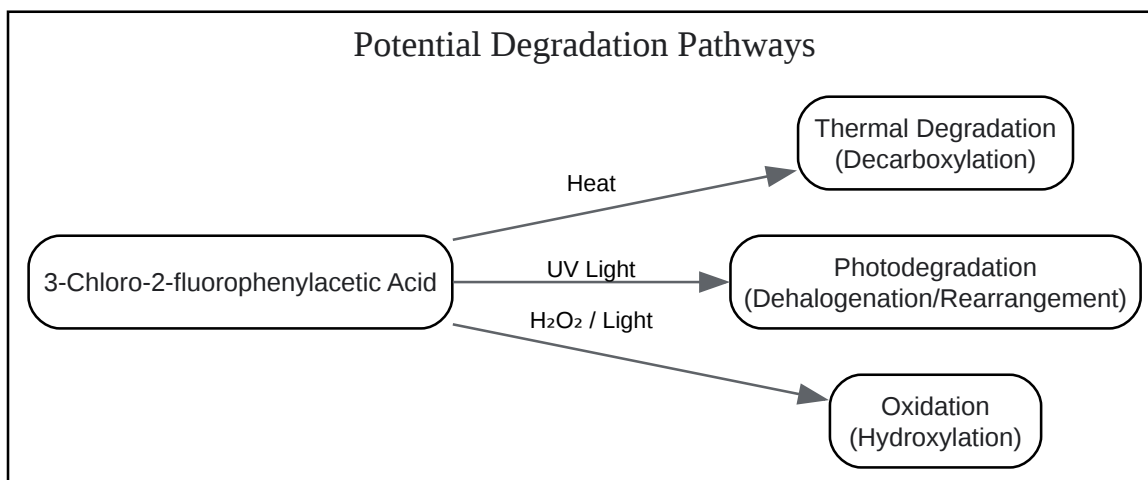 Potential Degradation Pathways
Thermal Degradation
(Decarboxylation)
Heat
3-Chloro-2-fluorophenylacetic Acid
UV Light
Photodegradation
(Dehalogenation/Rearrangement)
H₂O₂ / Light
Oxidation
(Hydroxylation)